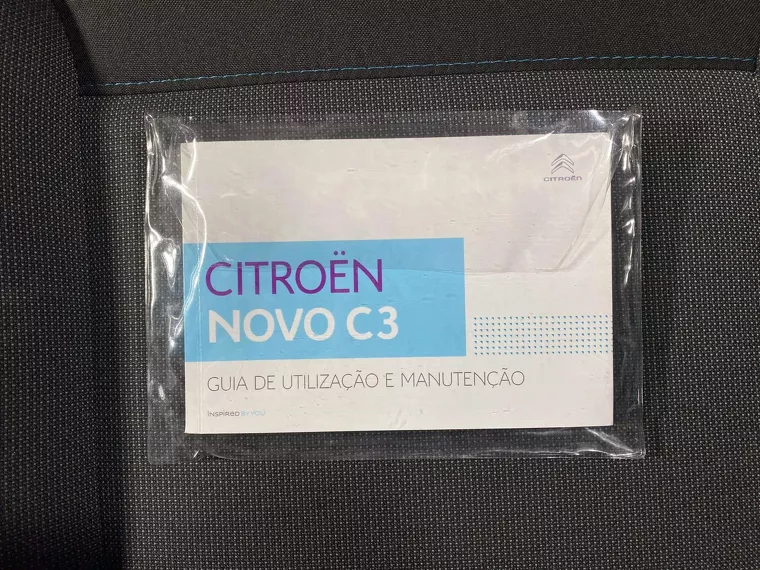 CITROËN
CITROËN
NOVO C3
GUIA DE UTILIZAÇÃO E MANUTENÇÃO
INSPIRED BY YOU